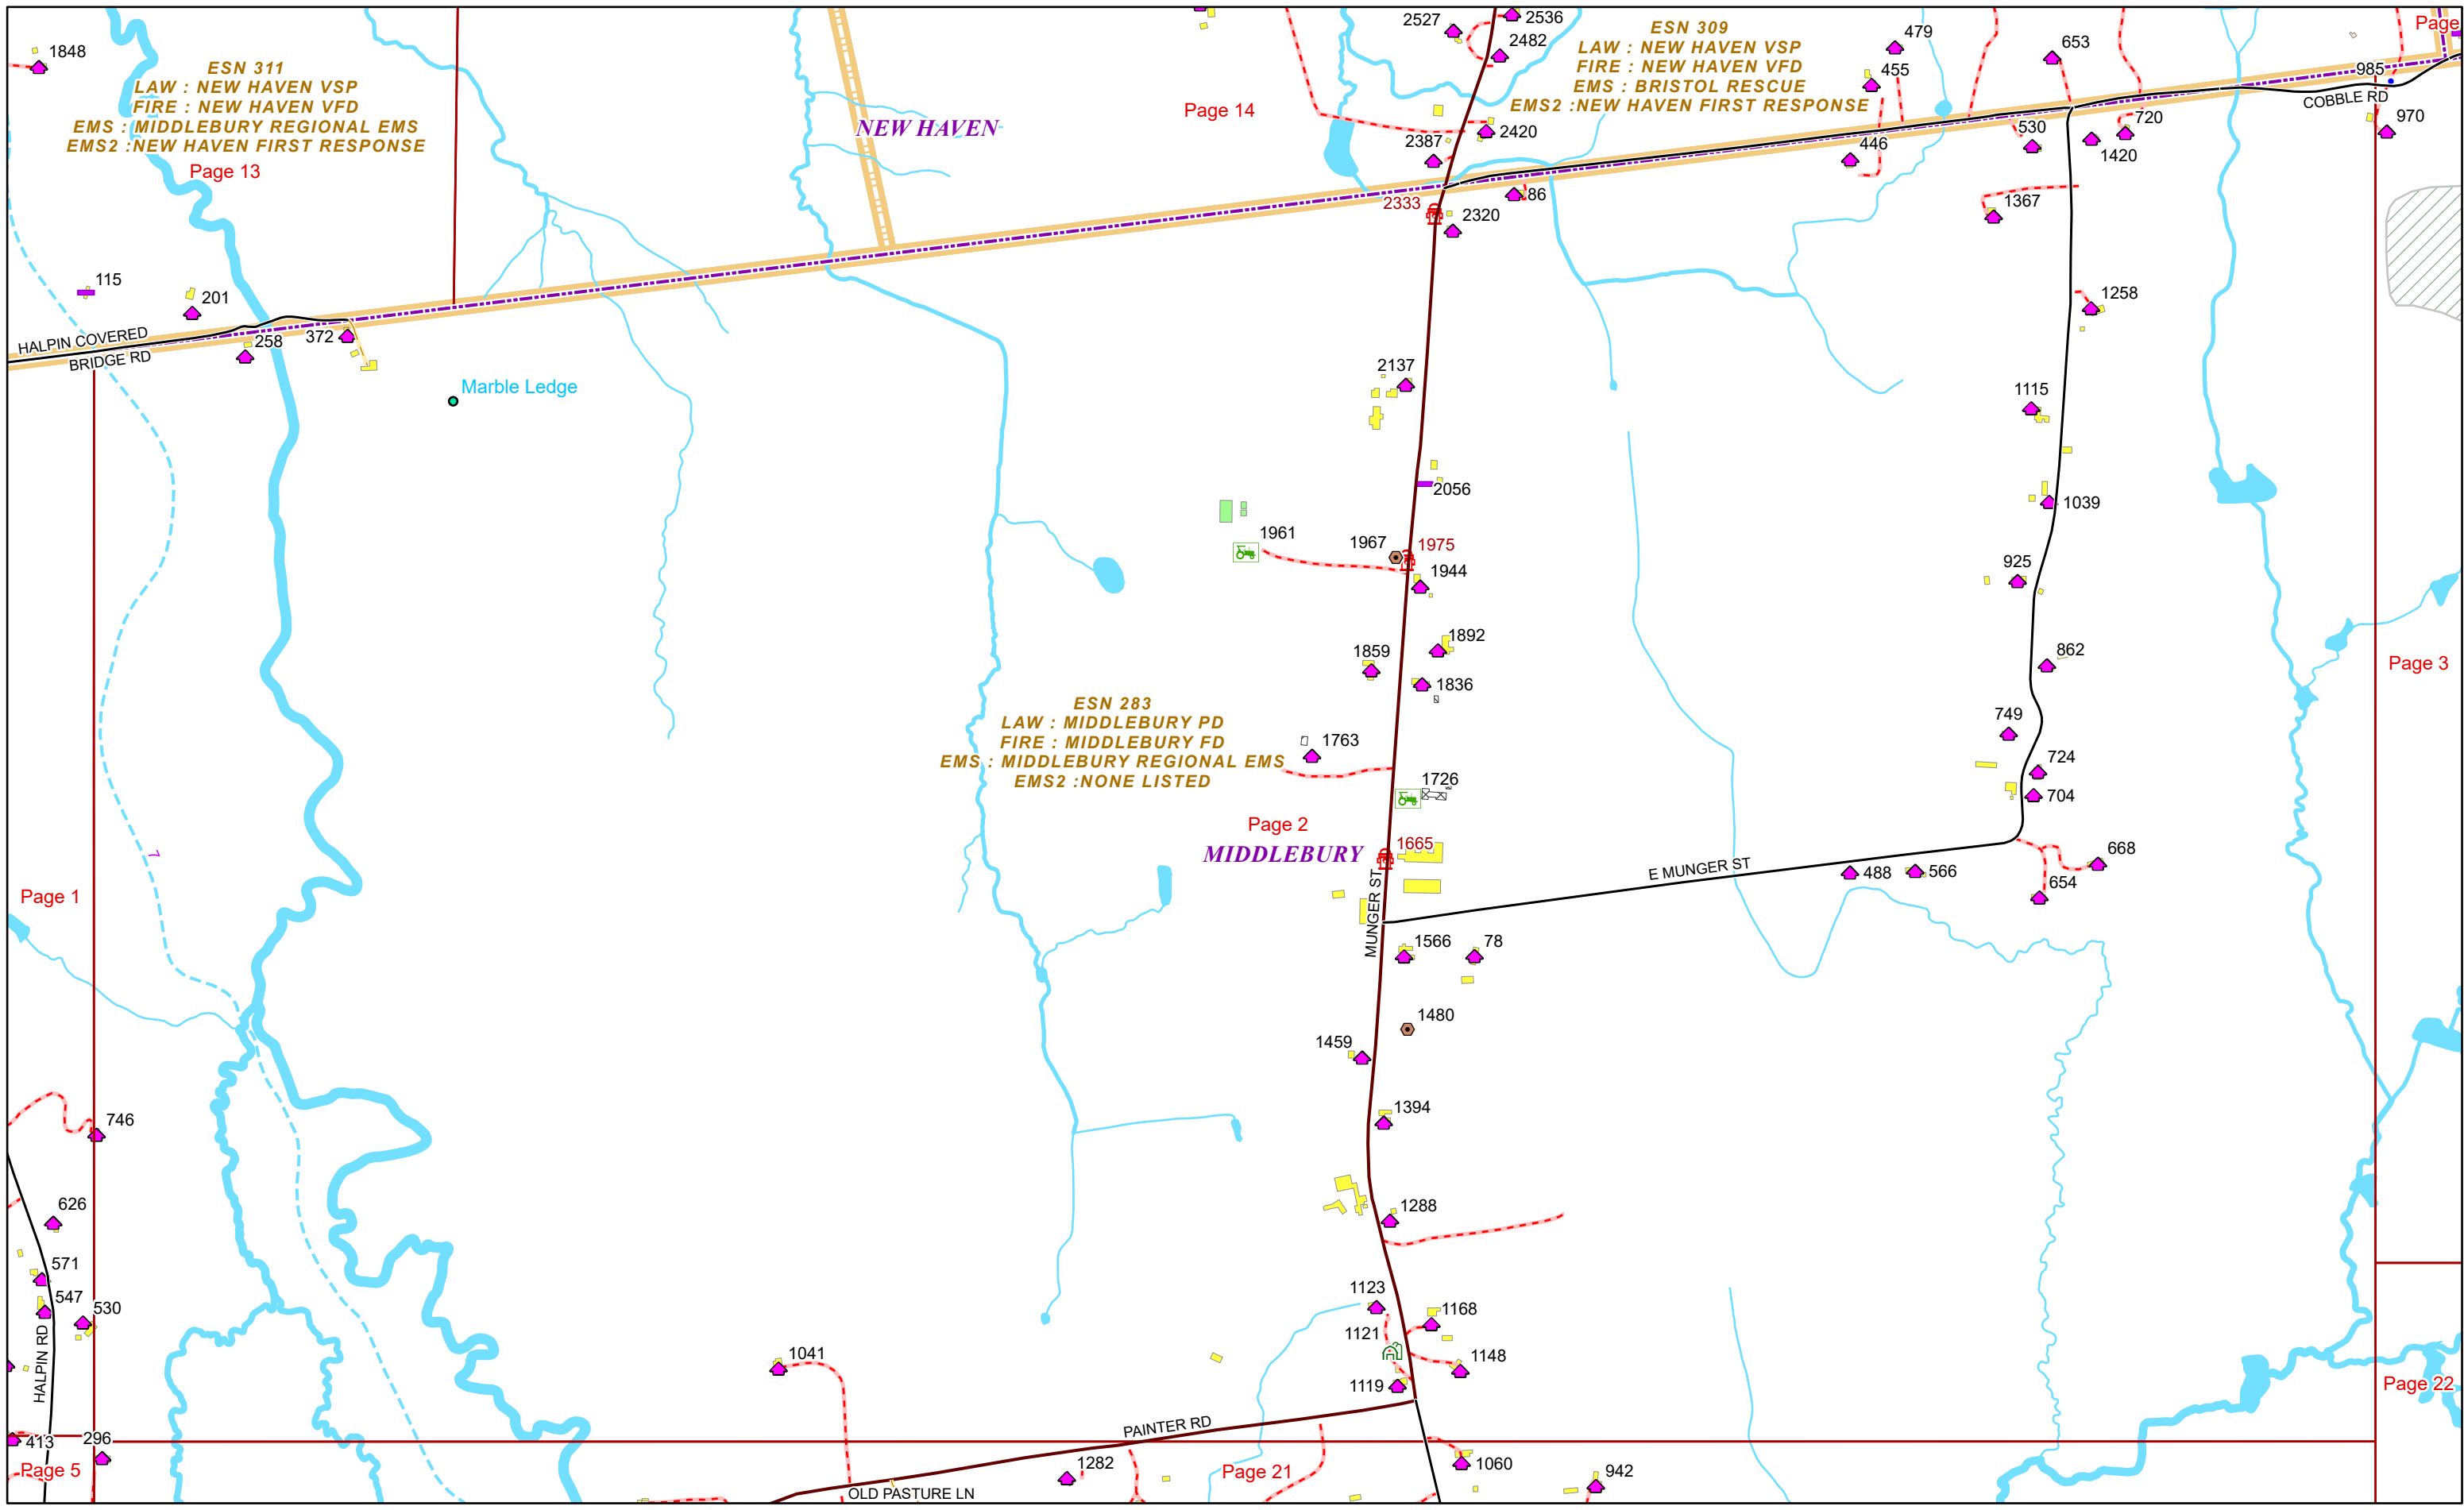 2527
2536
2482
ESN 309
LAW : NEW HAVEN VSP
FIRE : NEW HAVEN VFD
EMS : BRISTOL RESCUE
EMS2 :NEW HAVEN FIRST RESPONSE
479
653
455
985
Page
COBBLE RD
970
1848
ESN 311
LAW : NEW HAVEN VSP
FIRE : NEW HAVEN VFD
EMS : MIDDLEBURY REGIONAL EMS
EMS2 :NEW HAVEN FIRST RESPONSE
Page 13
NEW HAVEN
Page 14
2420
2387
446
530
720
1420
86
2333
2320
1367
115
201
1258
HALPIN COVERED
BRIDGE RD
258
372
Marble Ledge
2137
1115
2056
1039
1961
1967
1975
1944
925
1892
1859
1836
862
Page 3
ESN 283
LAW : MIDDLEBURY PD
FIRE : MIDDLEBURY FD
EMS : MIDDLEBURY REGIONAL EMS
EMS2 :NONE LISTED
1763
749
724
1726
704
Page 2
MIDDLEBURY
1665
7
E MUNGER ST
488
566
668
654
Page 1
MUNGER ST
1566
78
1480
1459
1394
746
626
1288
571
547
530
1123
1168
1121
1148
1041
1119
HALPIN RD
Page 22
PAINTER RD
413
296
Page 5
1282
Page 21
1060
942
OLD PASTURE LN